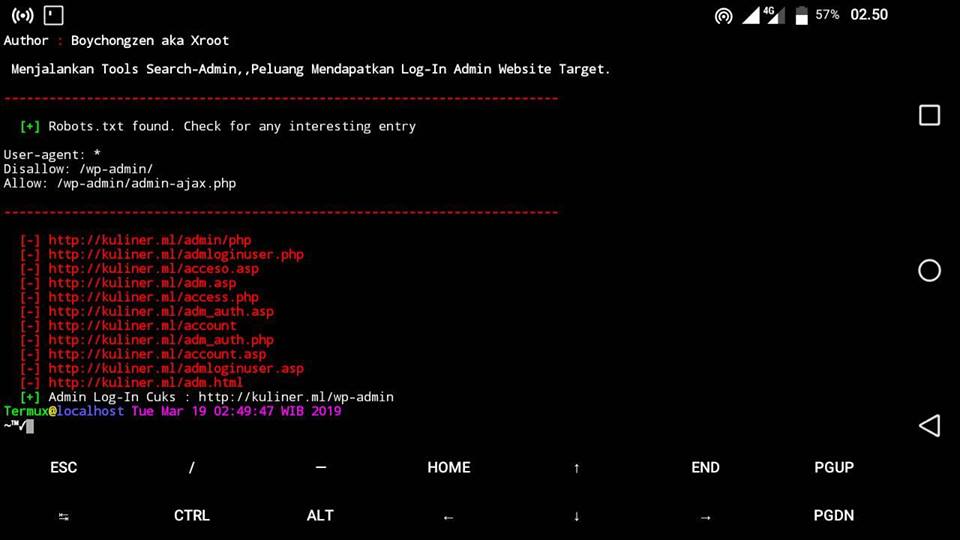 4G 57% 02.50
Author : Boychongzen aka Xroot
Menjalankan Tools Search-Admin,,Peluang Mendapatkan Log-In Admin Website Target.
--------------------------------------------------------------------------
[+] Robots.txt found. Check for any interesting entry
User-agent: *
Disallow: /wp-admin/
Allow: /wp-admin/admin-ajax.php
--------------------------------------------------------------------------
[-] http://kuliner.ml/admin/php
[-] http://kuliner.ml/admloginuser.php
[-] http://kuliner.ml/acceso.asp
[-] http://kuliner.ml/adm.asp
[-] http://kuliner.ml/access.php
[-] http://kuliner.ml/adm_auth.asp
[-] http://kuliner.ml/account
[-] http://kuliner.ml/adm_auth.php
[-] http://kuliner.ml/account.asp
[-] http://kuliner.ml/admloginuser.asp
[-] http://kuliner.ml/adm.html
[+] Admin Log-In Cuks : http://kuliner.ml/wp-admin
Termux@localhost Tue Mar 19 02:49:47 WIB 2019
~™✓
ESC / — HOME ↑ END PGUP
↹ CTRL ALT ← ↓ → PGDN